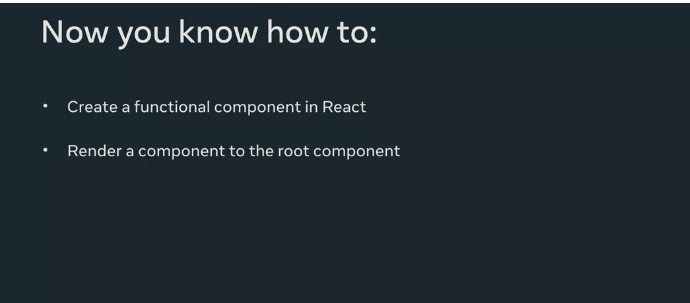 Now you know how to:
• Create a functional component in React
• Render a component to the root component